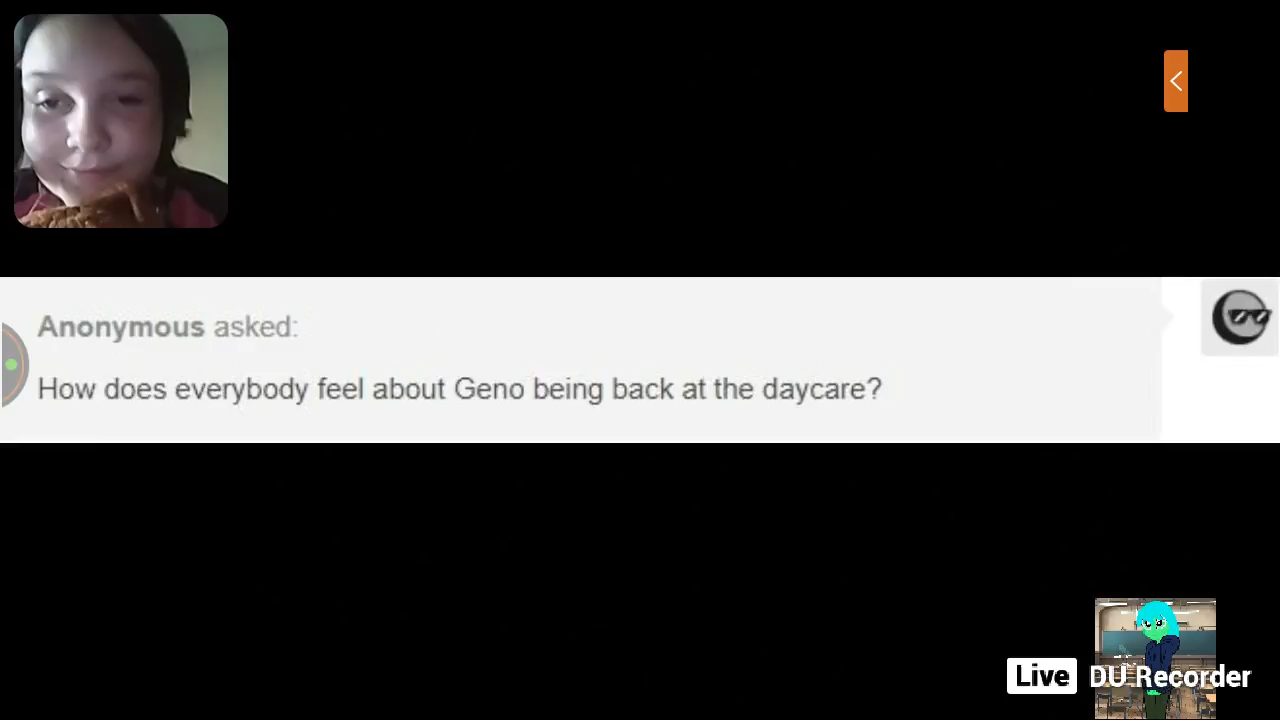 Anonymous asked:
How does everybody feel about Geno being back at the daycare?
Live DU Recorder